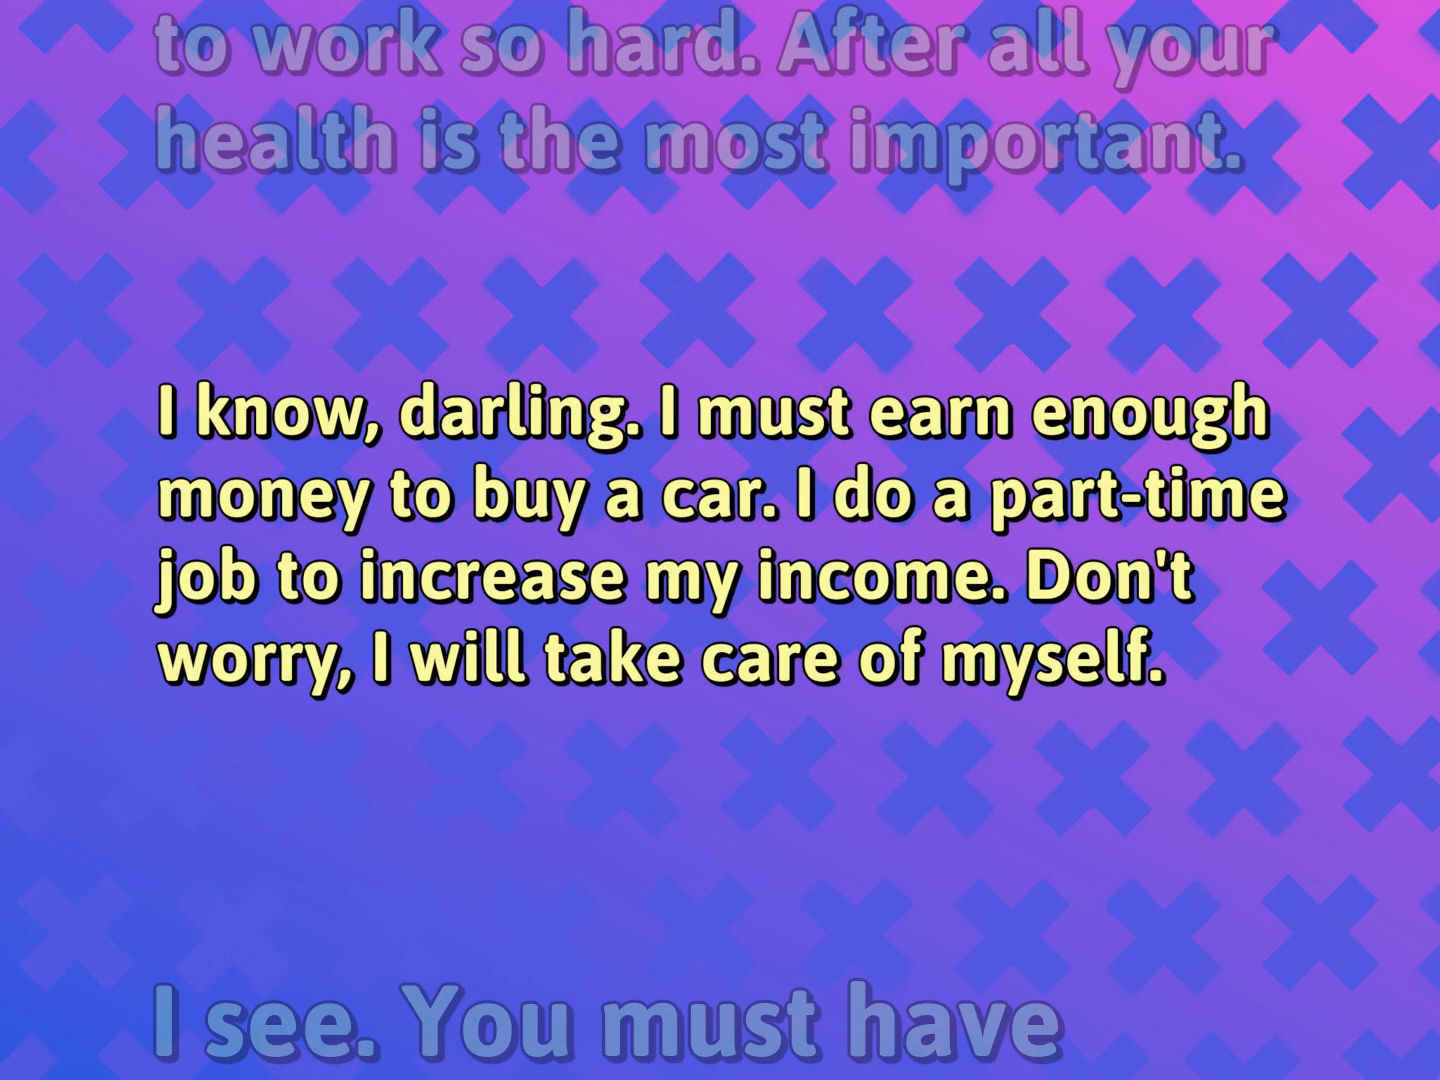 to work so hard. After all your
health is the most important.
I know, darling. I must earn enough
money to buy a car. I do a part-time
job to increase my income. Don't
worry, I will take care of myself.
I see. You must have